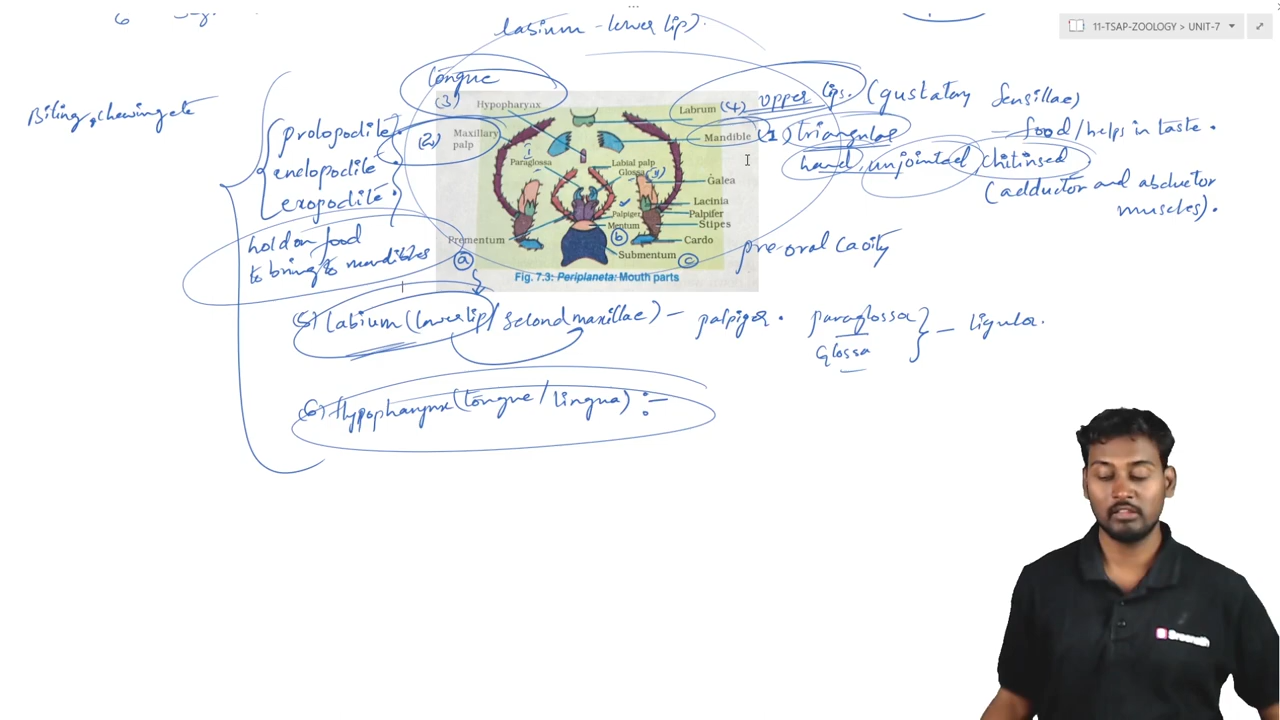 11-TSAP-ZOOLOGY > UNIT-7
labium - lower lip).
Biting, chewing etc
protopodite
endopodite
exopodite
hold on food
to bring to mandibles
tongue
(3)
(2)
Hypopharynx
Maxillary
palp
Paraglossa
Prementum
Labrum
Mandible
Labial palp
Glossa
Galea
Lacinia
Palpiger
Palpifer
Mentum
Stipes
Cardo
Submentum
(a)
(b)
(c)
Fig. 7.3: Periplaneta: Mouth parts
(4) upper lips. (gustatory sensillae)
- food/helps in taste.
(1) triangular
hard, unjointed, chitinsed
(adductor and abductor
muscles).
pre oral cavity
(5) Labium (lower lip/second maxillae) - palpiger. paraglossa
Glossa
- ligula.
(6) Hypopharynx (tongue/lingua) :-